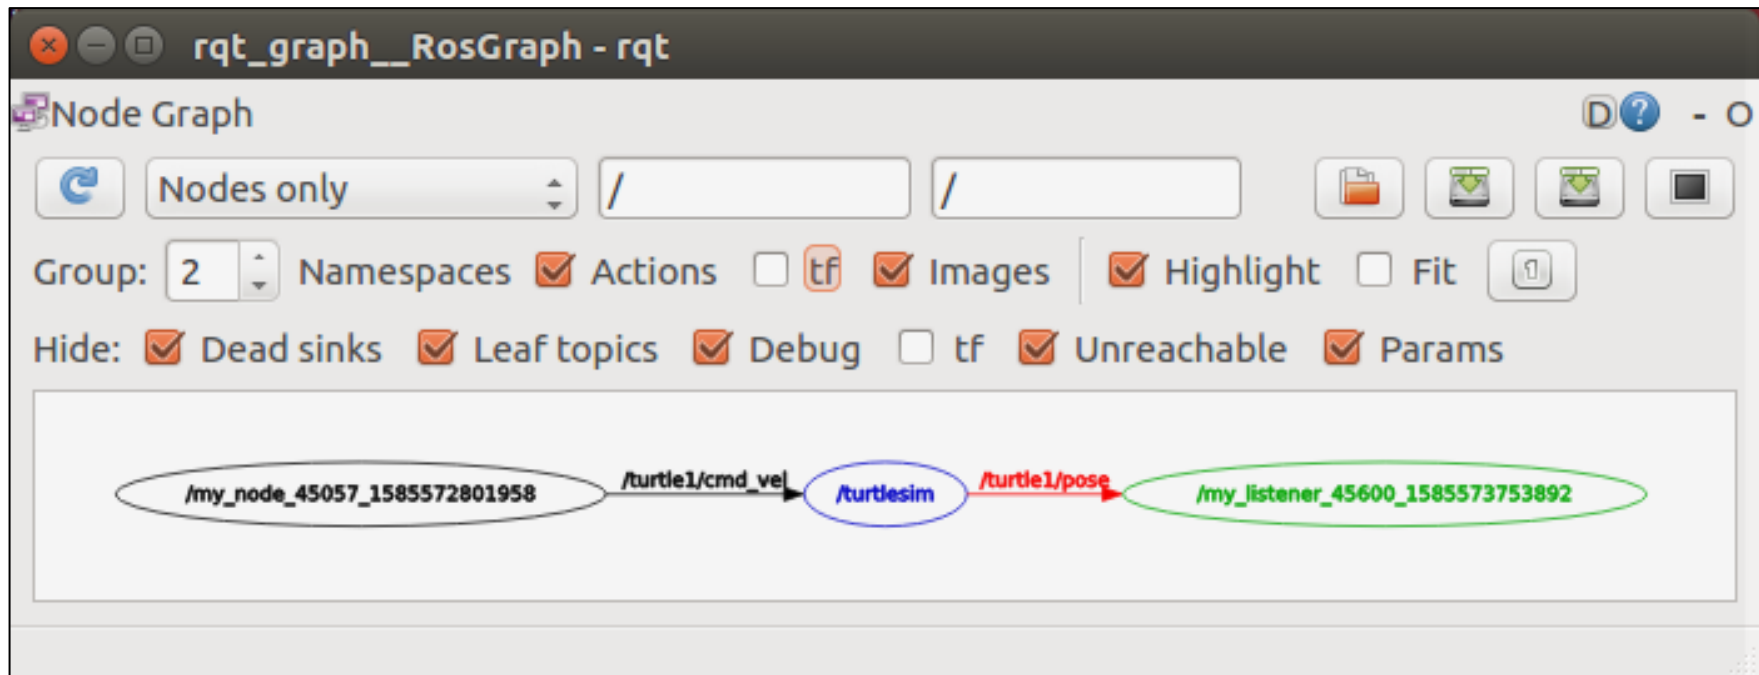 rqt_graph__RosGraph - rqt
Node Graph D ? - O
Nodes only / /
Group: 2 Namespaces Actions tf Images Highlight Fit 1
Hide: Dead sinks Leaf topics Debug tf Unreachable Params
/my_node_45057_1585572801958 /turtle1/cmd_vel /turtlesim /turtle1/pose /my_listener_45600_1585573753892